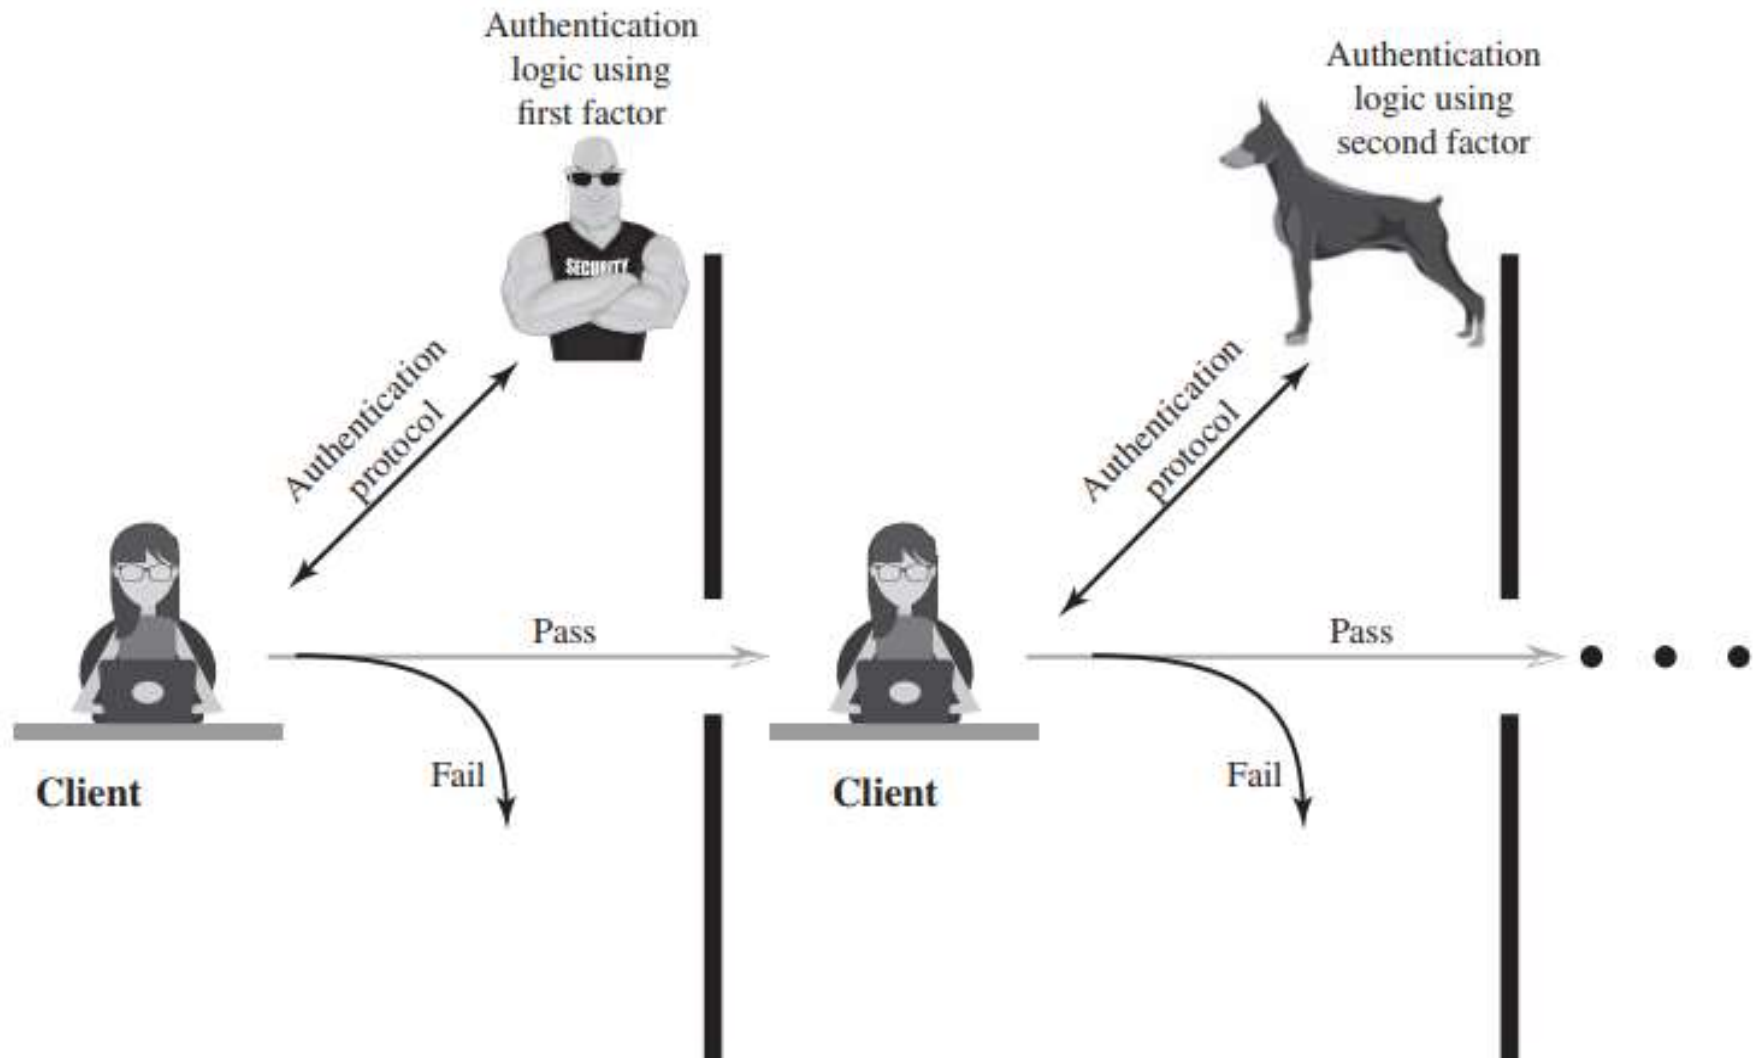 Authentication
logic using
first factor
Authentication
logic using
second factor
SECURITY
Authentication
protocol
Authentication
protocol
Pass
Pass
Fail
Fail
Client
Client